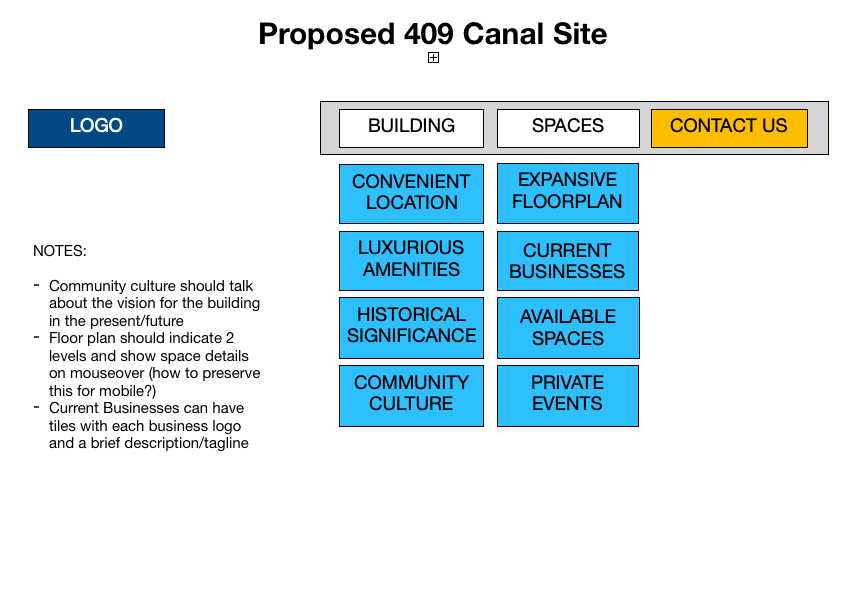 Proposed 409 Canal Site
LOGO
BUILDING
SPACES
CONTACT US
CONVENIENT
LOCATION
EXPANSIVE
FLOORPLAN
LUXURIOUS
AMENITIES
CURRENT
BUSINESSES
HISTORICAL
SIGNIFICANCE
AVAILABLE
SPACES
COMMUNITY
CULTURE
PRIVATE
EVENTS
NOTES:
- Community culture should talk
about the vision for the building
in the present/future
- Floor plan should indicate 2
levels and show space details
on mouseover (how to preserve
this for mobile?)
- Current Businesses can have
tiles with each business logo
and a brief description/tagline